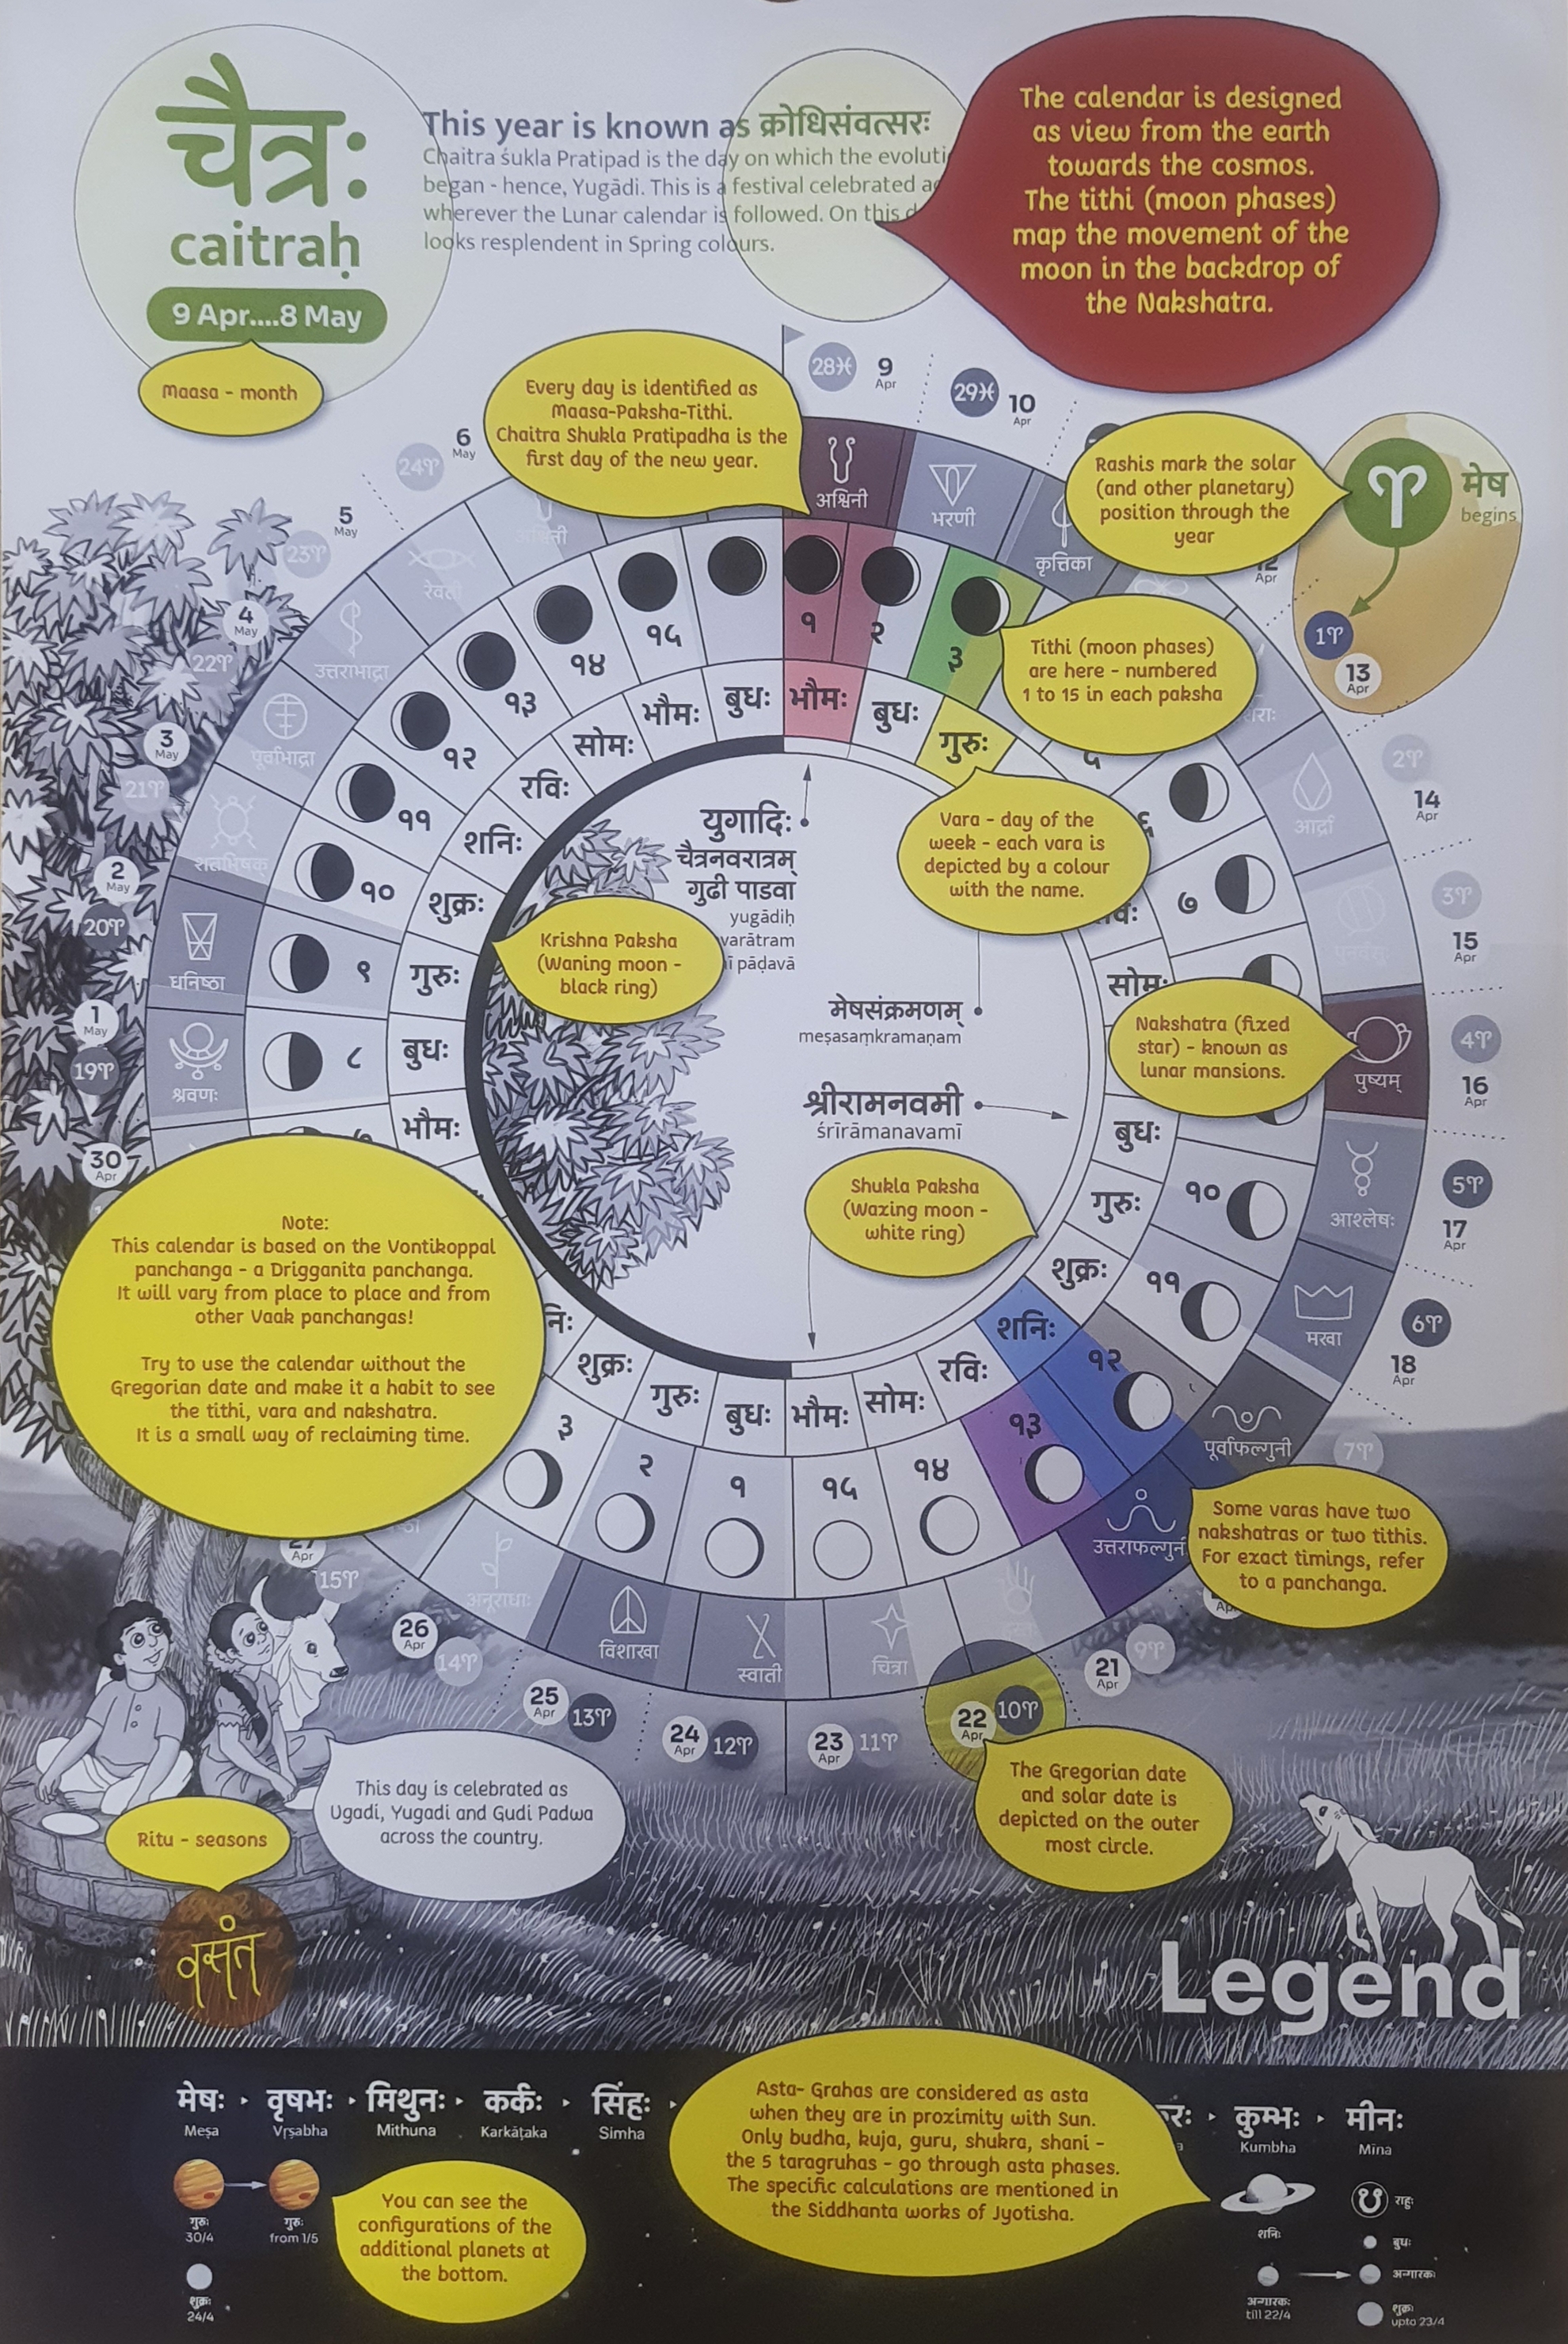 चैत्रः
caitraḥ
9 Apr....8 May
Maasa - month
This year is known as क्रोधिसंवत्सरः
Chaitra śukla Pratipad is the day on which the
began - hence, Yugādi. This is a festival celebrated
wherever the Lunar calendar is followed. On this
looks resplendent in Spring colours.
The calendar is designed
as view from the earth
towards the cosmos.
The tithi (moon phases)
map the movement of the
moon in the backdrop of
the Nakshatra.
Every day is identified as
Maasa-Paksha-Tithi.
Chaitra Shukla Pratipadha is the
first day of the new year.
Rashis mark the solar
(and other planetary)
position through the
year
मेष
begins
1♈
13
Apr
Tithi (moon phases)
are here - numbered
1 to 15 in each paksha
Vara - day of the
week - each vara is
depicted by a colour
with the name.
Krishna Paksha
(Waning moon -
black ring)
Nakshatra (fixed
star) - known as
lunar mansions.
Shukla Paksha
(Waxing moon -
white ring)
Note:
This calendar is based on the Vontikoppal
panchanga - a Drigganita panchanga.
It will vary from place to place and from
other Vaak panchangas!
Try to use the calendar without the
Gregorian date and make it a habit to see
the tithi, vara and nakshatra.
It is a small way of reclaiming time.
Some varas have two
nakshatras or two tithis.
For exact timings, refer
to a panchanga.
The Gregorian date
and solar date is
depicted on the outer
most circle.
This day is celebrated as
Ugadi, Yugadi and Gudi Padwa
across the country.
Ritu - seasons
वसंत
28♓ 9 Apr
29♓ 10 Apr
12 Apr
2♈ 14 Apr
3♈ 15 Apr
4♈ 16 Apr
5♈ 17 Apr
6♈ 18 Apr
7♈
9♈ 21 Apr
10♈ 22 Apr
11♈ 23 Apr
12♈ 24 Apr
13♈ 25 Apr
14♈ 26 Apr
15♈ 27 Apr
30 Apr
19♈ 1 May
20♈ 2 May
21♈ 3 May
22♈ 4 May
23♈ 5 May
24♈ 6 May
अश्विनी
भरणी
कृत्तिका
आर्द्रा
पुष्यम्
आश्लेषः
मखा
पूर्वाफल्गुनी
उत्तराफल्गुनी
चित्रा
स्वाती
विशाखा
अनूराधाः
श्रवणः
धनिष्ठा
शतभिषक्
पूर्वाभाद्रा
उत्तराभाद्रा
रेवती
१
२
३
५
६
७
१०
११
१२
१३
१४
१५
१
२
३
७
८
९
१०
११
१२
१३
१४
१५
भौमः
बुधः
गुरुः
सोमः
बुधः
गुरुः
शुक्रः
शनिः
रविः
सोमः
भौमः
बुधः
गुरुः
शुक्रः
भौमः
बुधः
गुरुः
शुक्रः
शनिः
रविः
सोमः
भौमः
बुधः
युगादिः
चैत्रनवरात्रम्
गुढी पाडवा
yugādiḥ
varātram
pāḍavā
मेषसंक्रमणम्
meṣasaṃkramaṇam
श्रीरामनवमी
śrīrāmanavamī
Legend
मेषः ▸ वृषभः ▸ मिथुनः ▸ कर्कः ▸ सिंहः ▸
Meṣa Vṛṣabha Mithuna Karkāṭaka Simha
कुम्भः ▸ मीनः
Kumbha Mīna
गुरुः
30/4
गुरुः
from 1/5
शुक्रः
24/4
You can see the
configurations of the
additional planets at
the bottom.
Asta- Grahas are considered as asta
when they are in proximity with Sun.
Only budha, kuja, guru, shukra, shani -
the 5 taragruhas - go through asta phases.
The specific calculations are mentioned in
the Siddhanta works of Jyotisha.
शनिः
राहुः
बुधः
अन्गारकः
till 22/4
अन्गारकः
शुक्रः
upto 23/4